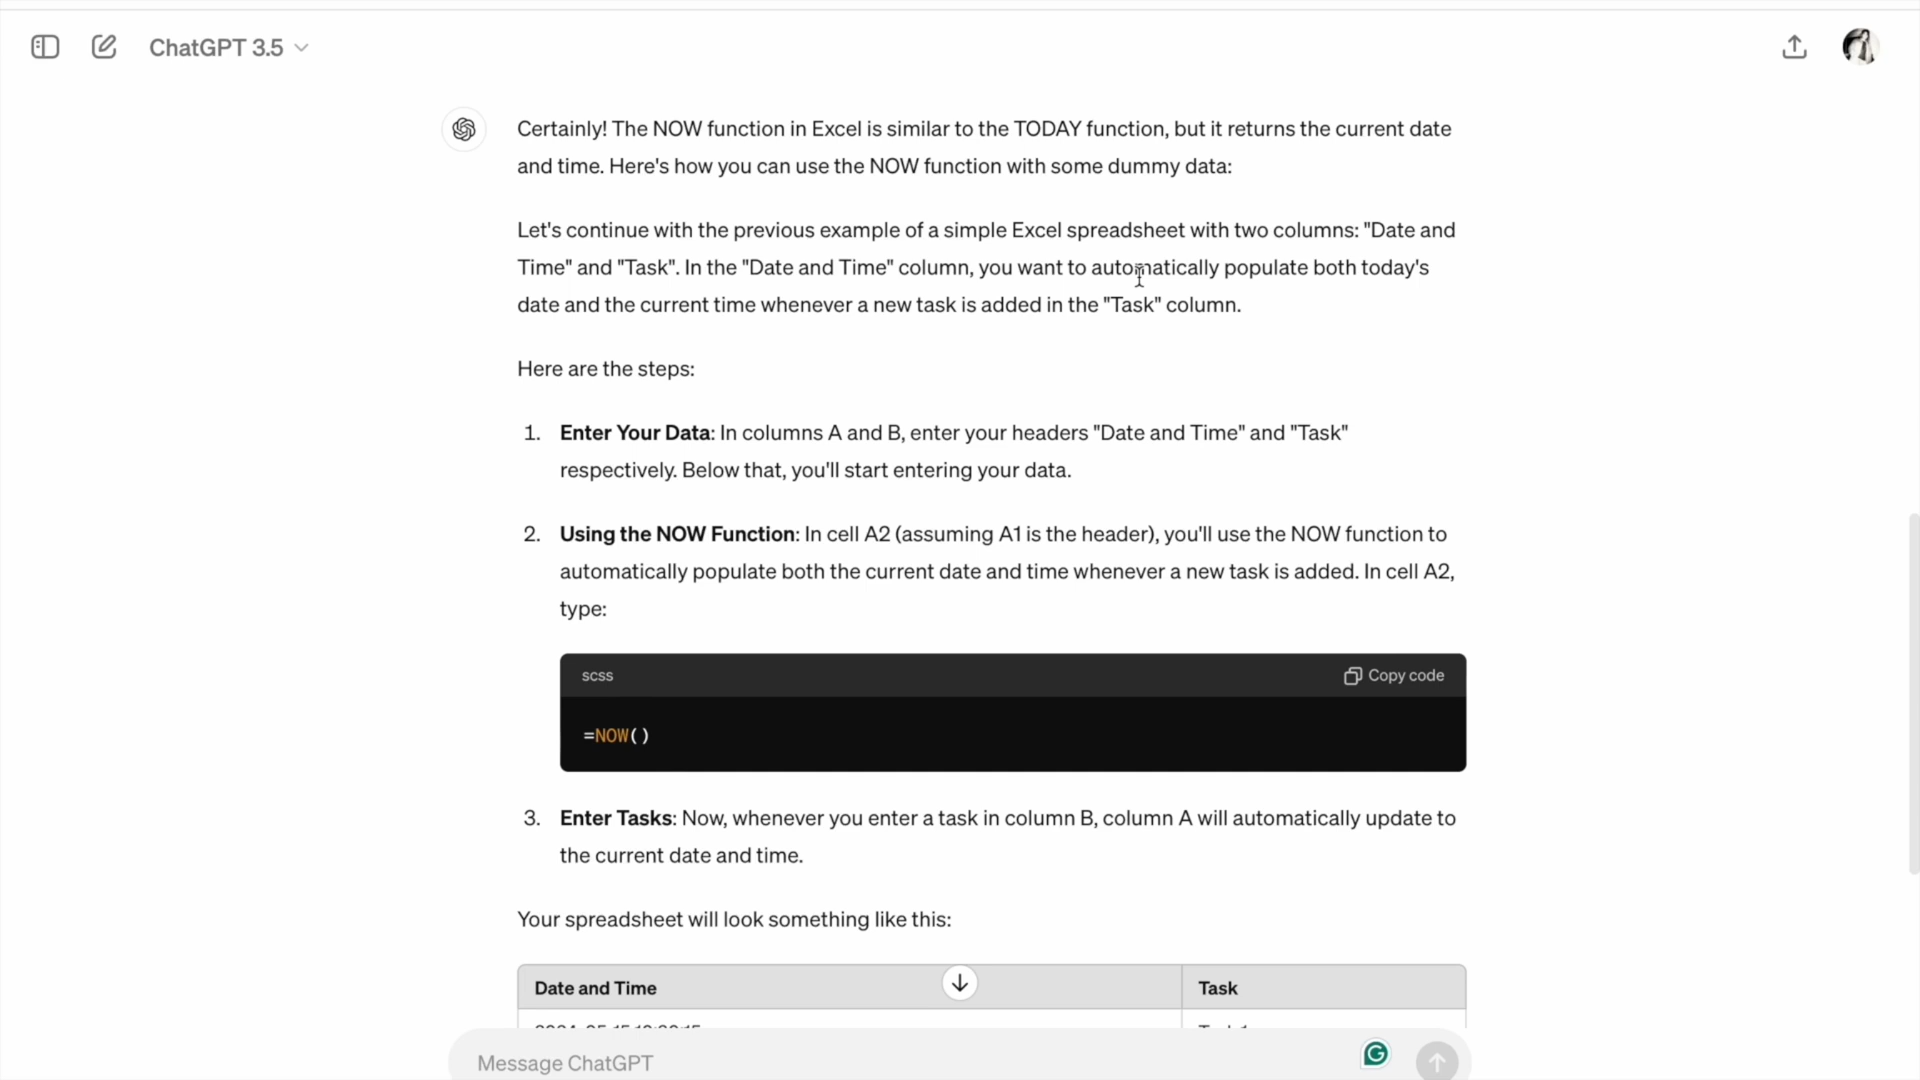 ChatGPT 3.5
Certainly! The NOW function in Excel is similar to the TODAY function, but it returns the current date
and time. Here's how you can use the NOW function with some dummy data:
Let's continue with the previous example of a simple Excel spreadsheet with two columns: "Date and
Time" and "Task". In the "Date and Time" column, you want to automatically populate both today's
date and the current time whenever a new task is added in the "Task" column.
Here are the steps:
1. Enter Your Data: In columns A and B, enter your headers "Date and Time" and "Task"
respectively. Below that, you'll start entering your data.
2. Using the NOW Function: In cell A2 (assuming A1 is the header), you'll use the NOW function to
automatically populate both the current date and time whenever a new task is added. In cell A2,
type:
scss Copy code
=NOW()
3. Enter Tasks: Now, whenever you enter a task in column B, column A will automatically update to
the current date and time.
Your spreadsheet will look something like this:
Date and Time Task
Message ChatGPT